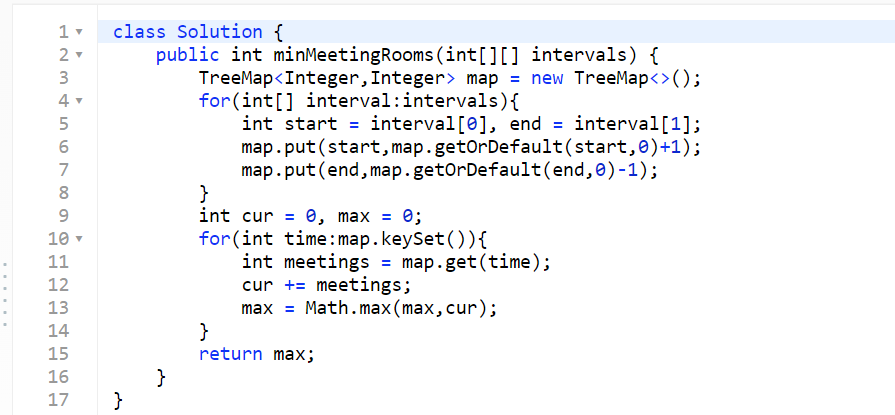 1 class Solution {
2     public int minMeetingRooms(int[][] intervals) {
3         TreeMap<Integer,Integer> map = new TreeMap<>();
4         for(int[] interval:intervals){
5             int start = interval[0], end = interval[1];
6             map.put(start,map.getOrDefault(start,0)+1);
7             map.put(end,map.getOrDefault(end,0)-1);
8         }
9         int cur = 0, max = 0;
10         for(int time:map.keySet()){
11             int meetings = map.get(time);
12             cur += meetings;
13             max = Math.max(max,cur);
14         }
15         return max;
16     }
17 }